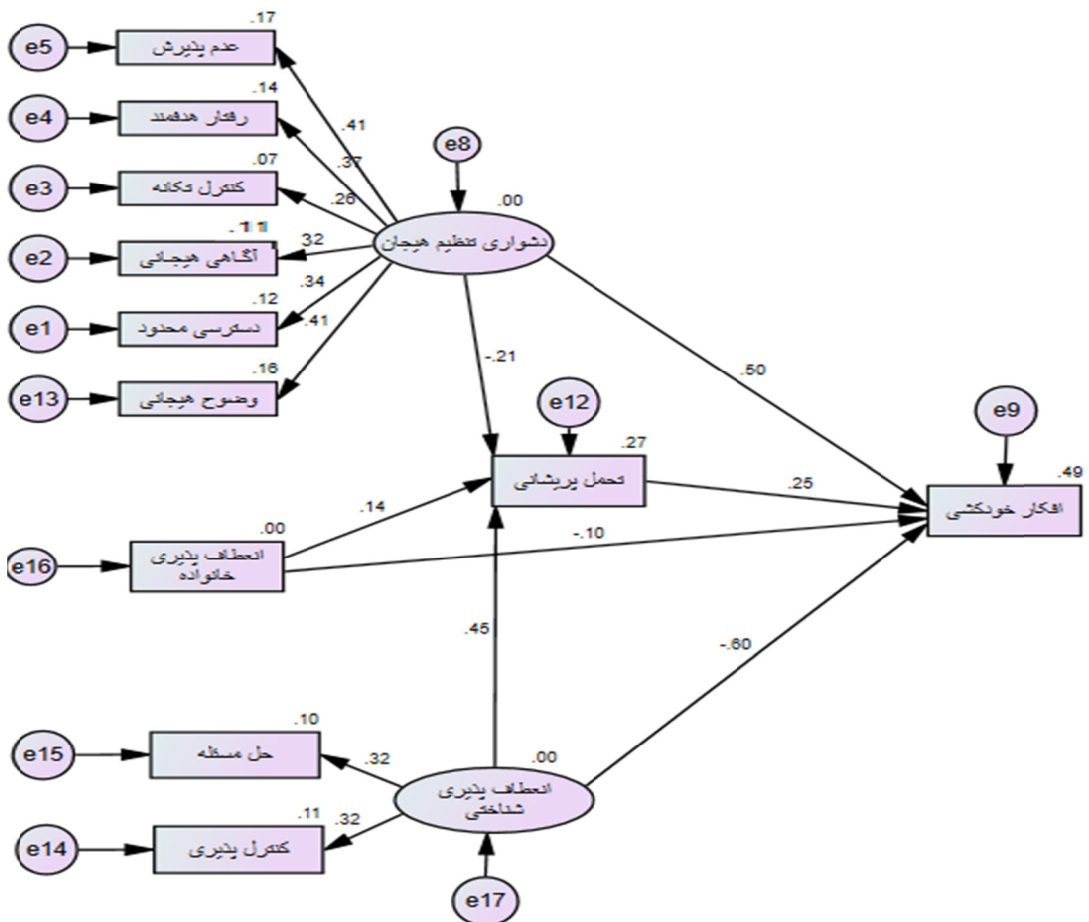 .17
e5
عدم پذیرش
.14
e4
رفتار هدفمند
.41
e8
.07
.37
e3
کنترل تکانه
.26
.00
.11
دشواری تنظیم هیجان
e2
آگاهی هیجانی
.32
.12
.34
e1
دسترسی محدود
.41
.16
-.21
.50
e13
وضوح هیجانی
e12
e9
.27
.49
تحمل پریشانی
.25
افکار خودکشی
.14
.00
-.10
e16
انعطاف پذیری
خانواده
.45
-.60
.10
e15
حل مسئله
.32
.00
انعطاف پذیری
شناختی
.11
.32
e14
کنترل پذیری
e17